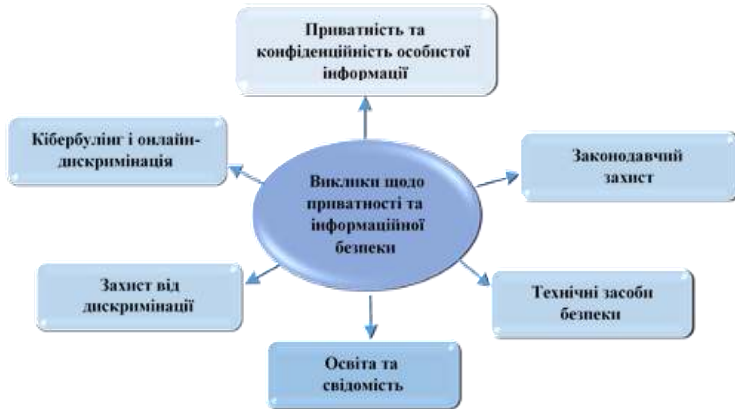 Приватність та
конфіденційність особистої
інформації
Кібербулінг і онлайн-
дискримінація
Законодавчий
захист
Виклики щодо
приватності та
інформаційної
безпеки
Захист від
дискримінації
Технічні засоби
безпеки
Освіта та
свідомість